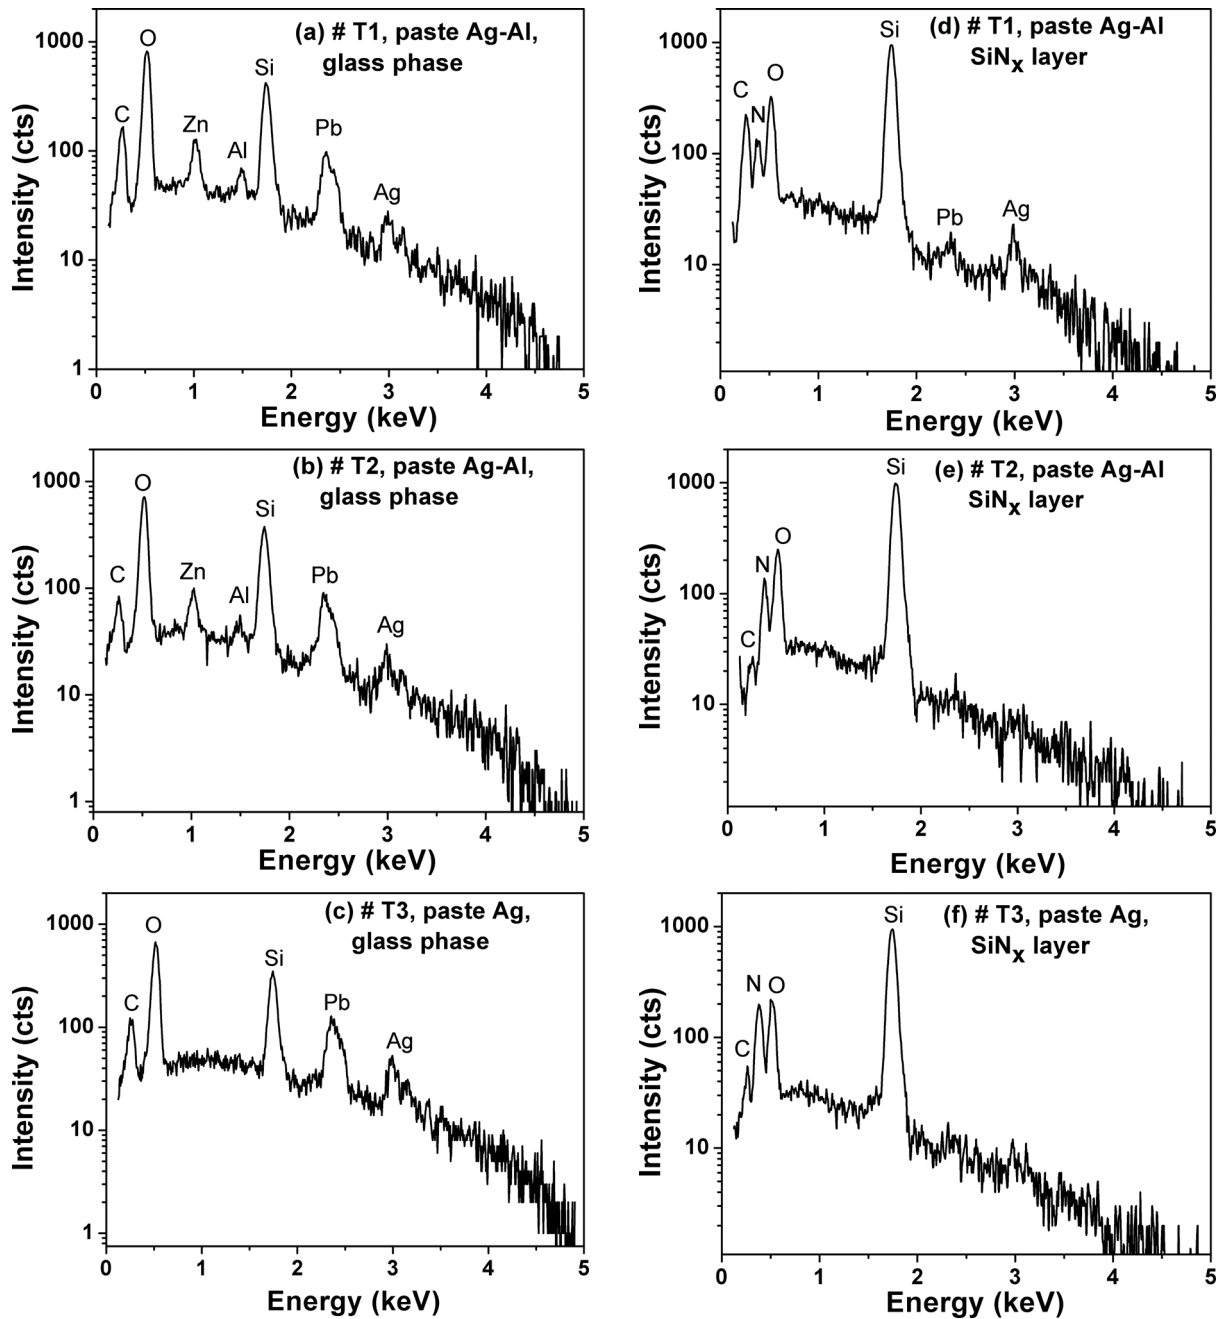 (a) # T1, paste Ag-Al,
glass phase
O
C
Zn
Al
Si
Pb
Ag
1000
100
10
1
Intensity (cts)
0 1 2 3 4 5
Energy (keV)
(d) # T1, paste Ag-Al
SiNx layer
C
N
O
Si
Pb
Ag
1000
100
10
Intensity (cts)
0 1 2 3 4 5
Energy (keV)
(b) # T2, paste Ag-Al,
glass phase
C
O
Zn
Al
Si
Pb
Ag
1000
100
10
1
Intensity (cts)
0 1 2 3 4 5
Energy (keV)
(e) # T2, paste Ag-Al
SiNx layer
C
N
O
Si
1000
100
10
Intensity (cts)
0 1 2 3 4 5
Energy (keV)
(c) # T3, paste Ag,
glass phase
C
O
Si
Pb
Ag
1000
100
10
1
Intensity (cts)
0 1 2 3 4 5
Energy (keV)
(f) # T3, paste Ag,
SiNx layer
C
N
O
Si
1000
100
10
Intensity (cts)
0 1 2 3 4 5
Energy (keV)